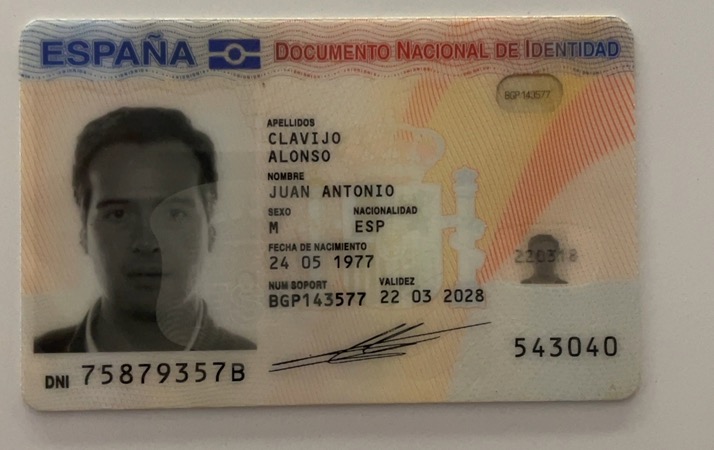 ESPAÑA DOCUMENTO NACIONAL DE IDENTIDAD
BGP143577
APELLIDOS
CLAVIJO
ALONSO
NOMBRE
JUAN ANTONIO
SEXO NACIONALIDAD
M ESP
FECHA DE NACIMIENTO
24 05 1977
NUM SOPORT VALIDEZ
BGP143577 22 03 2028
543040
DNI 75879357B